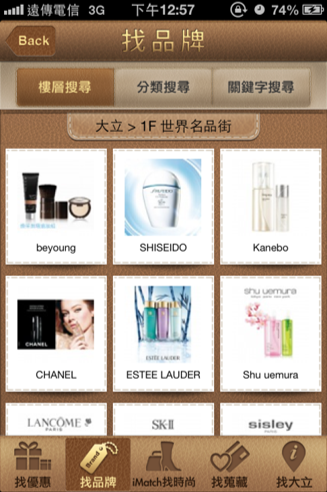 遠傳電信 3G 下午12:57 74%
Back 找品牌
樓層搜尋 分類搜尋 關鍵字搜尋
大立 > 1F 世界名品街
beyoung SHISEIDO Kanebo
CHANEL
ESTEE LAUDER
shu uemura
CHANEL ESTEE LAUDER Shu uemura
LANCÔME
PARIS
SK-II
sisley
Brand
找優惠 找品牌 iMatch找時尚 找蒐藏 找大立